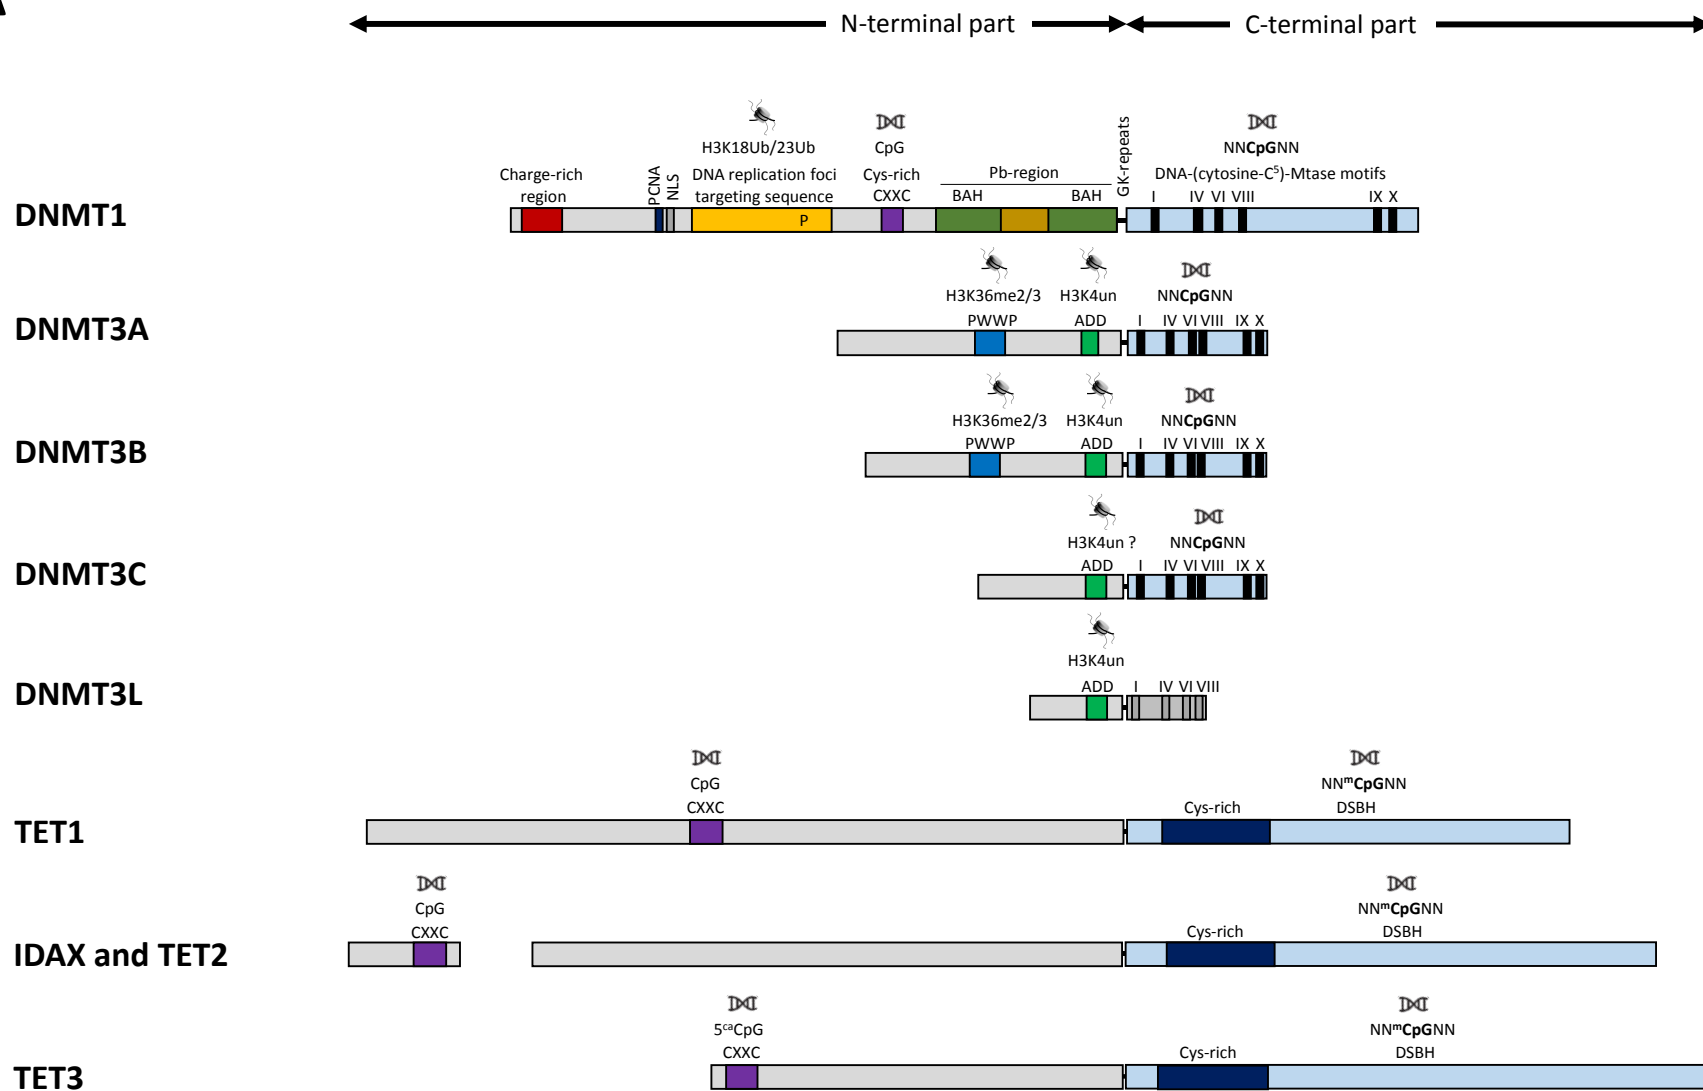 N-terminal part C-terminal part
H3K18Ub/23Ub CpG GK-repeats NNCpGNN
Charge-rich region PCNA NLS DNA replication foci targeting sequence Cys-rich CXXC Pb-region BAH BAH DNA-(cytosine-C⁵)-Mtase motifs
I IV VI VIII IX X
DNMT1 P
H3K36me2/3 H3K4un NNCpGNN
PWWP ADD I IV VI VIII IX X
DNMT3A
H3K36me2/3 H3K4un NNCpGNN
PWWP ADD I IV VI VIII IX X
DNMT3B
H3K4un ? NNCpGNN
ADD I IV VI VIII IX X
DNMT3C
H3K4un
ADD I IV VI VIII
DNMT3L
CpG NNᵐCpGNN
CXXC Cys-rich DSBH
TET1
CpG NNᵐCpGNN
CXXC Cys-rich DSBH
IDAX and TET2
5ᶜᵃCpG NNᵐCpGNN
CXXC Cys-rich DSBH
TET3